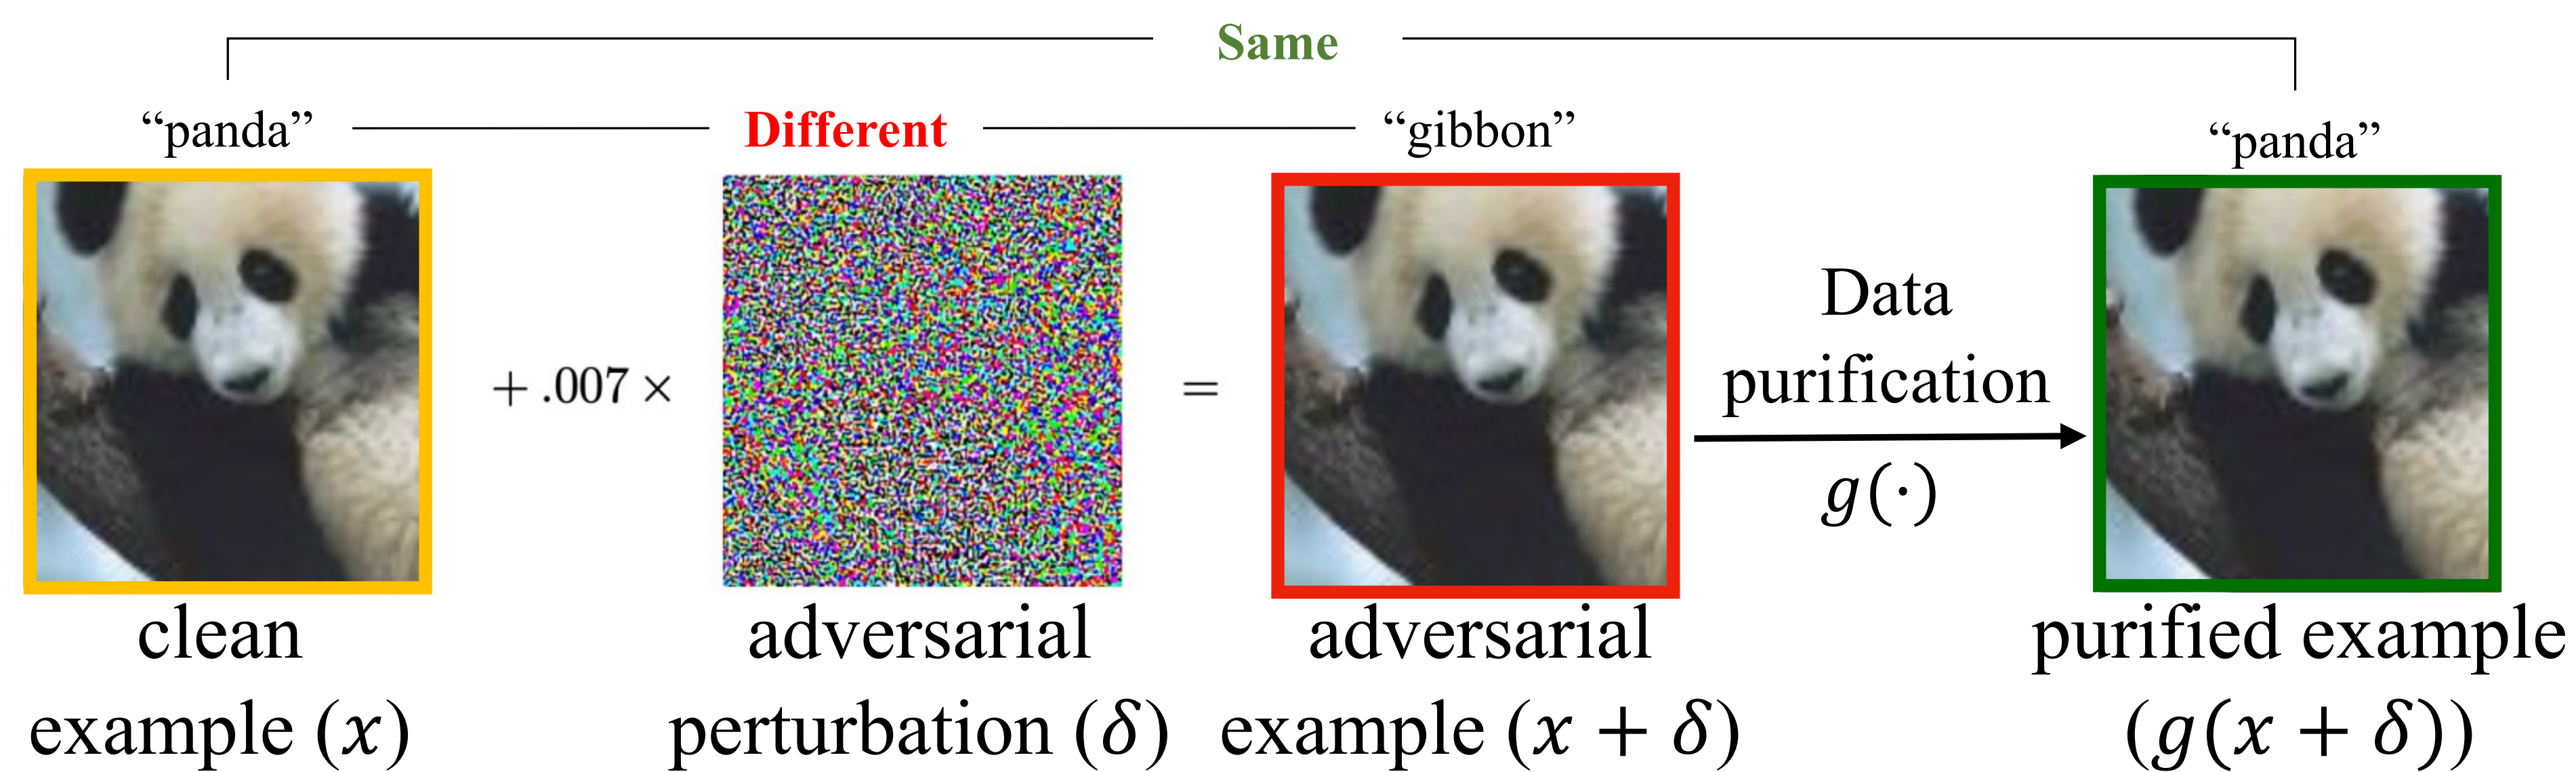 Same
“panda”
Different
“gibbon”
“panda”
+ .007 ×
=
Data
purification
g(·)
clean
example (x)
adversarial
perturbation (δ)
adversarial
example (x + δ)
purified example
(g(x + δ))